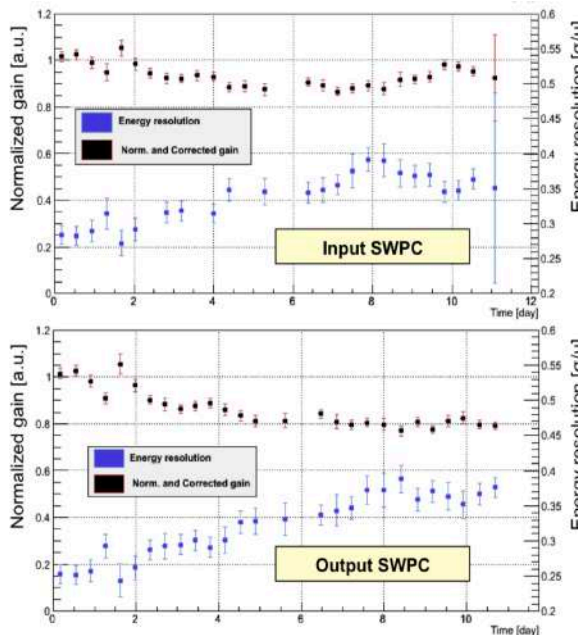 Normalized gain [a.u.]
Energy resolution [σ/μ]
1.2
1
0.8
0.6
0.4
0.2
0
0.6
0.55
0.5
0.45
0.4
0.35
0.3
0.25
0.2
Energy resolution
Norm. and Corrected gain
Input SWPC
0 2 4 6 8 10 12
Time [day]
Normalized gain [a.u.]
Energy resolution [σ/μ]
1.2
1
0.8
0.6
0.4
0.2
0
0.6
0.55
0.5
0.45
0.4
0.35
0.3
0.25
0.2
Energy resolution
Norm. and Corrected gain
Output SWPC
0 2 4 6 8 10
Time [day]